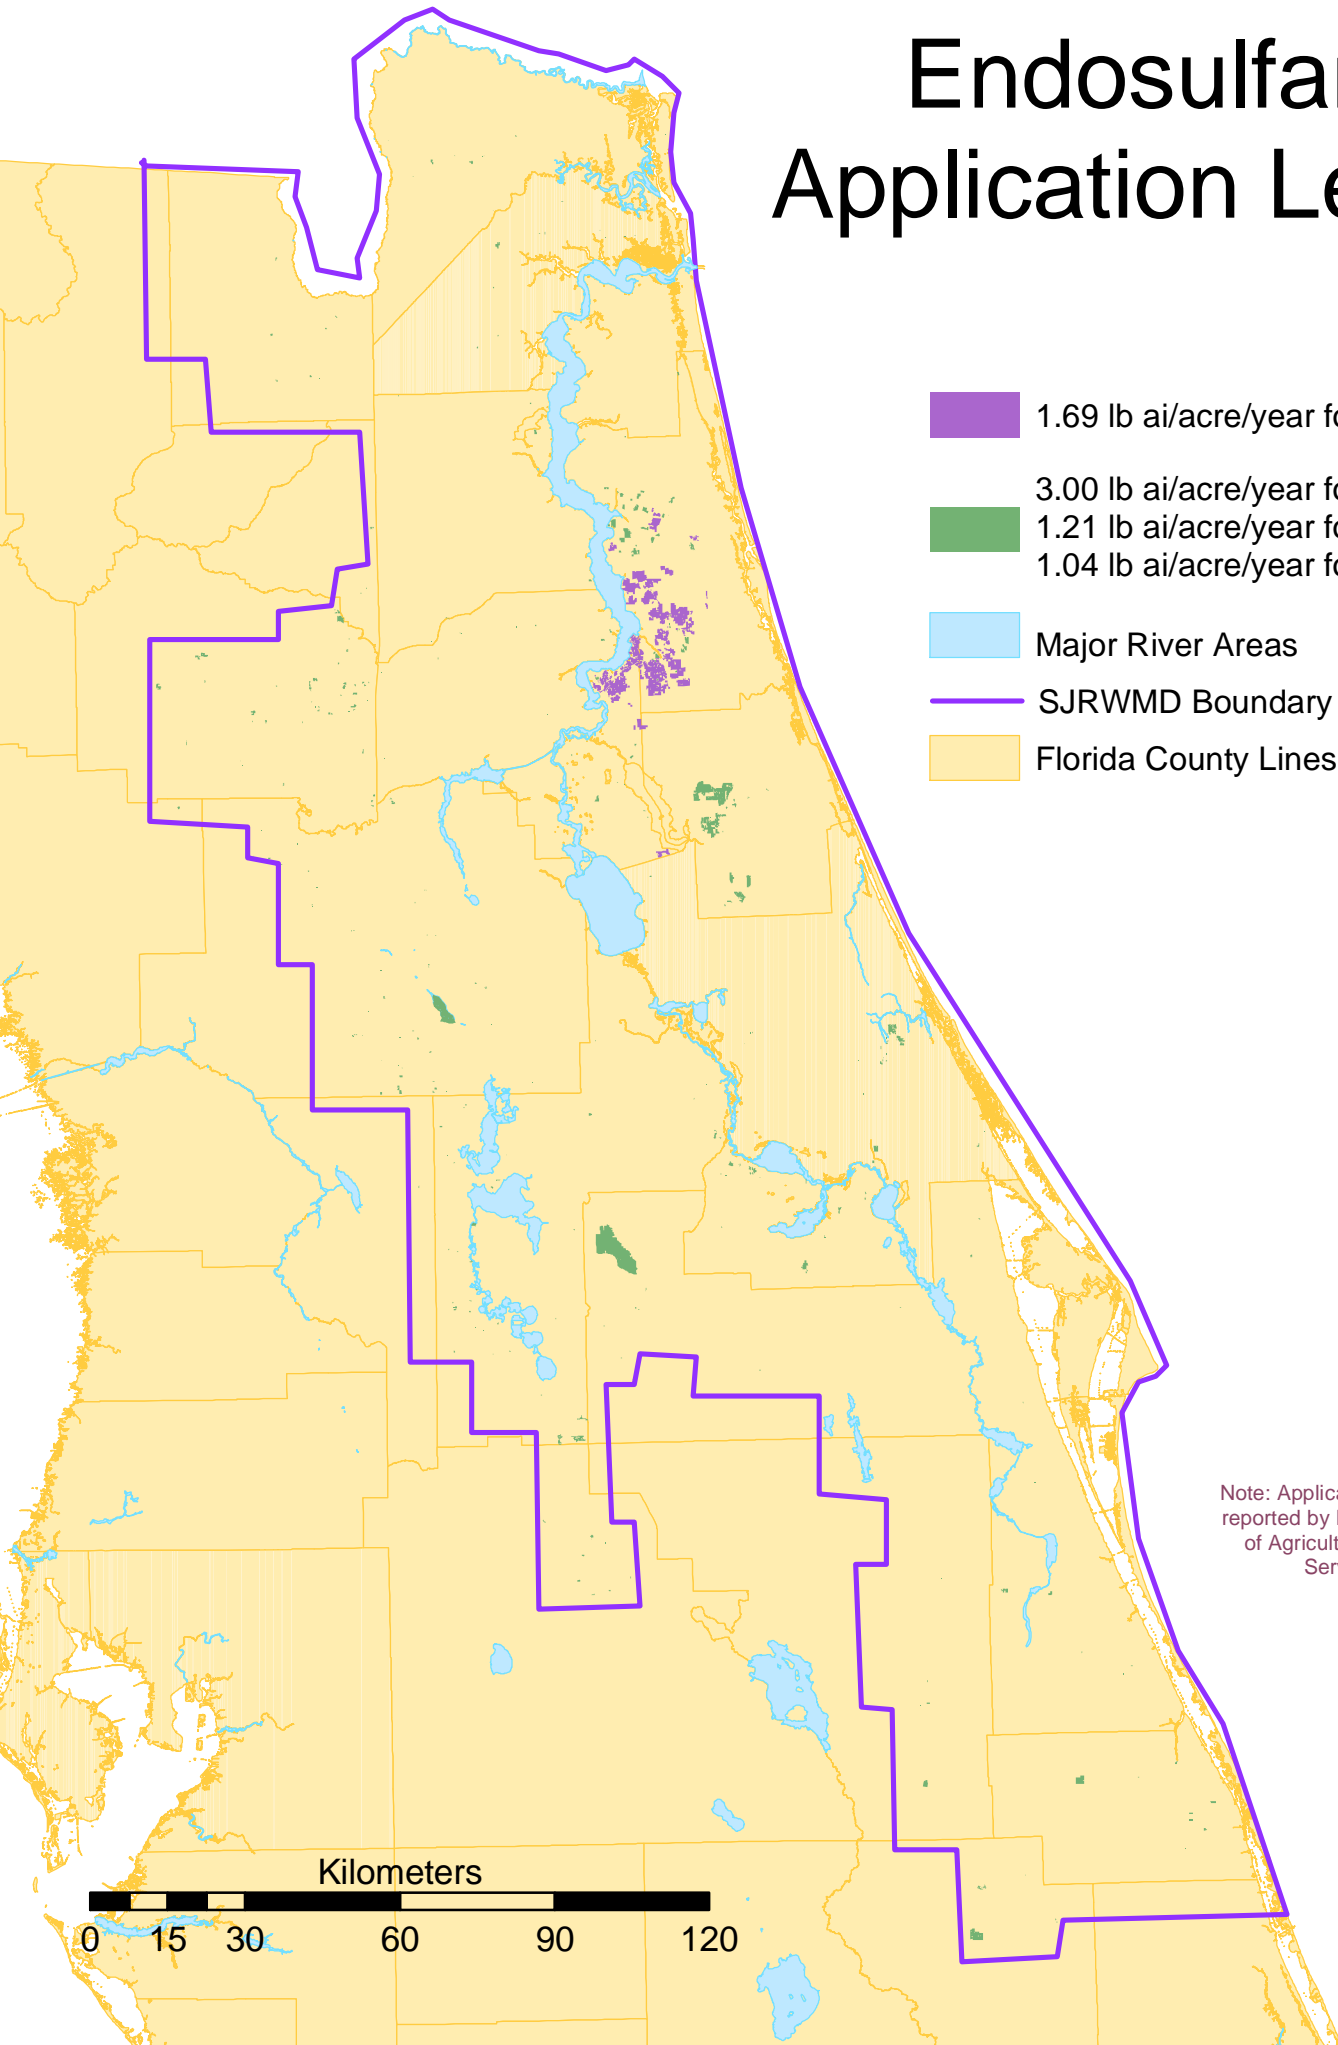 Endosulfan
Application Le
1.69 lb ai/acre/year fo
3.00 lb ai/acre/year fo
1.21 lb ai/acre/year fo
1.04 lb ai/acre/year fo
Major River Areas
SJRWMD Boundary
Florida County Lines
Note: Applica
reported by
of Agricult
Ser
Kilometers
0 15 30 60 90 120